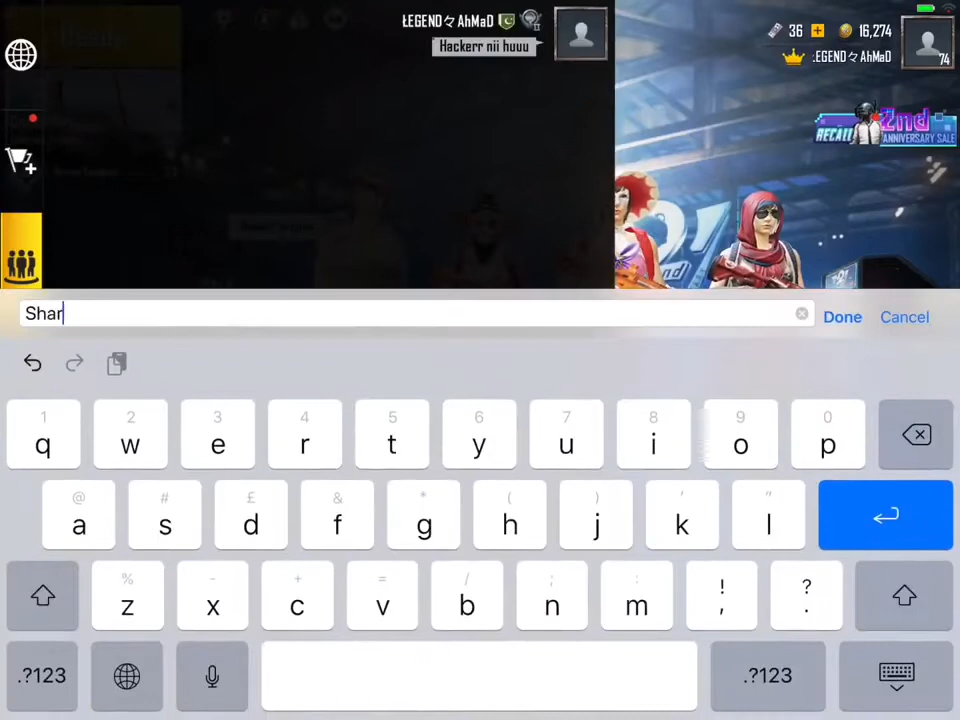 ŁEGEND々AhMaD
Hackerr nii huuu
36
16,274
.EGEND々AhMaD
74
RECALL
2nd
ANNIVERSARY SALE
Shar
Done
Cancel
1 2 3 4 5 6 7 8 9 0
q w e r t y u i o p
@ # £ & * ( ) ' "
a s d f g h j k l
% - + = / ; : ! ?
z x c v b n m , .
.?123
.?123